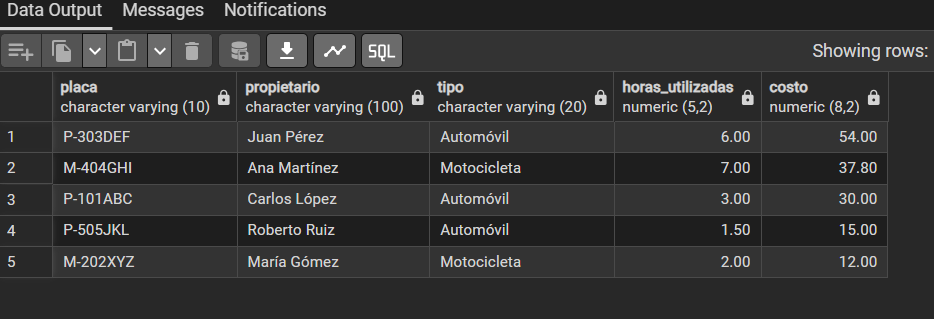 Data Output Messages Notifications
SQL Showing rows:
placa propietario tipo horas_utilizadas costo
character varying (10) character varying (100) character varying (20) numeric (5,2) numeric (8,2)
1 P-303DEF Juan Pérez Automóvil 6.00 54.00
2 M-404GHI Ana Martínez Motocicleta 7.00 37.80
3 P-101ABC Carlos López Automóvil 3.00 30.00
4 P-505JKL Roberto Ruiz Automóvil 1.50 15.00
5 M-202XYZ María Gómez Motocicleta 2.00 12.00